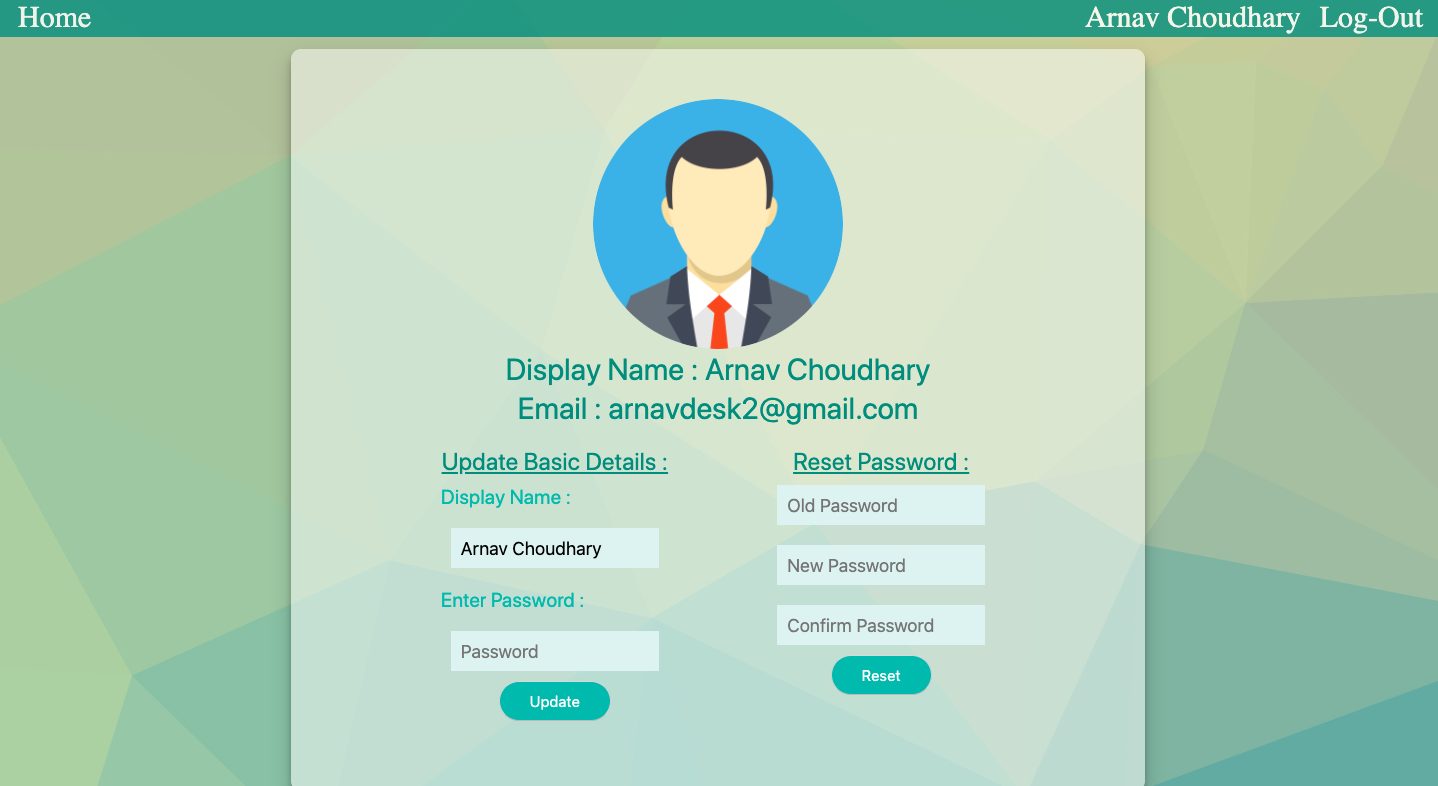 Home
Arnav Choudhary Log-Out
Display Name : Arnav Choudhary
Email : arnavdesk2@gmail.com
Update Basic Details :
Display Name :
Arnav Choudhary
Enter Password :
Password
Update
Reset Password :
Old Password
New Password
Confirm Password
Reset